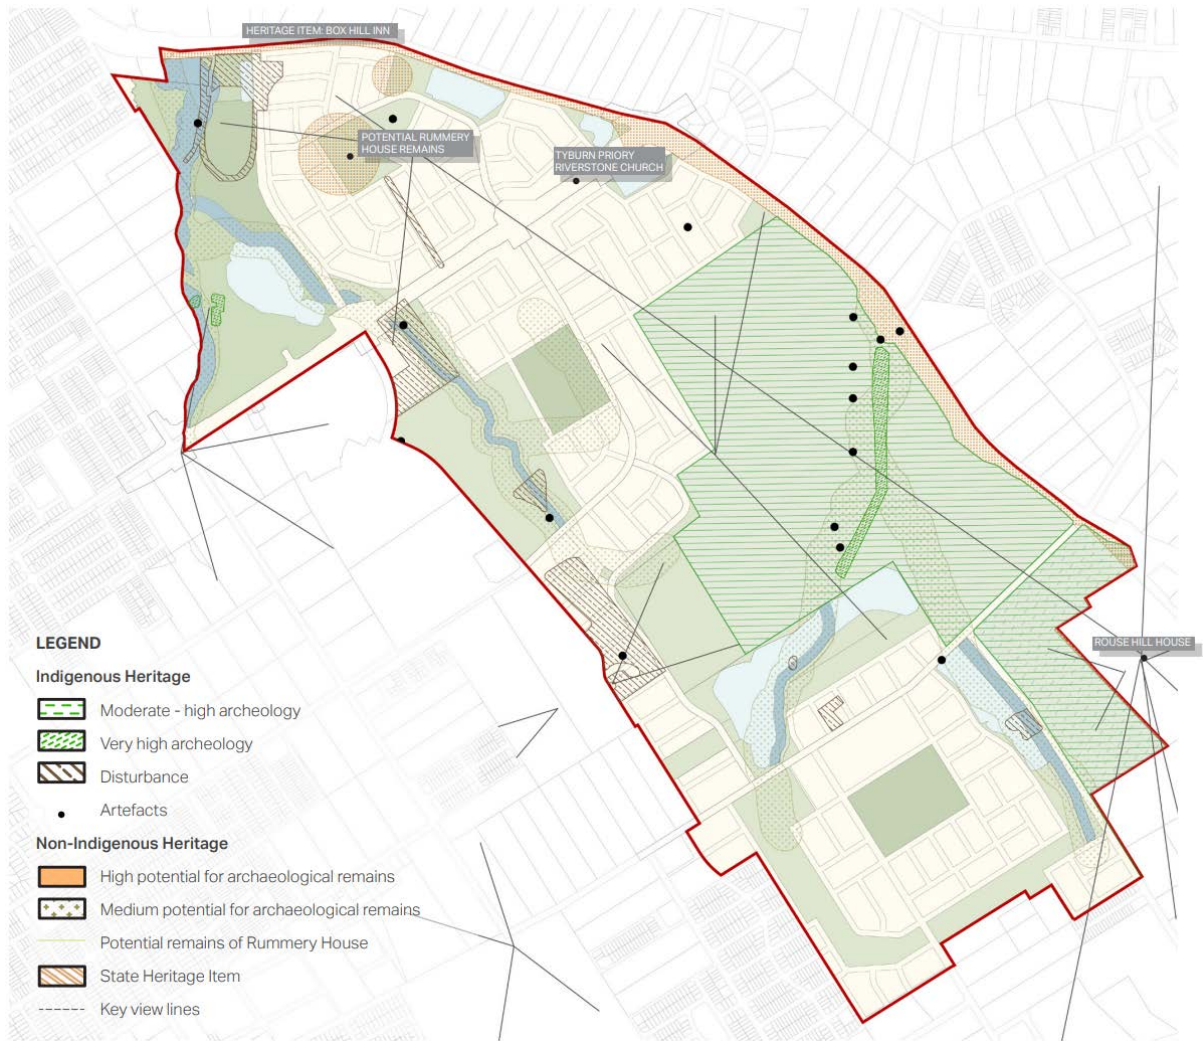 HERITAGE ITEM: BOX HILL INN
POTENTIAL RUMMERY
HOUSE REMAINS
TYBURN PRIORY
RIVERSTONE CHURCH
ROUSE HILL HOUSE
LEGEND
Indigenous Heritage
Moderate - high archeology
Very high archeology
Disturbance
Artefacts
Non-Indigenous Heritage
High potential for archaeological remains
Medium potential for archaeological remains
Potential remains of Rummery House
State Heritage Item
Key view lines